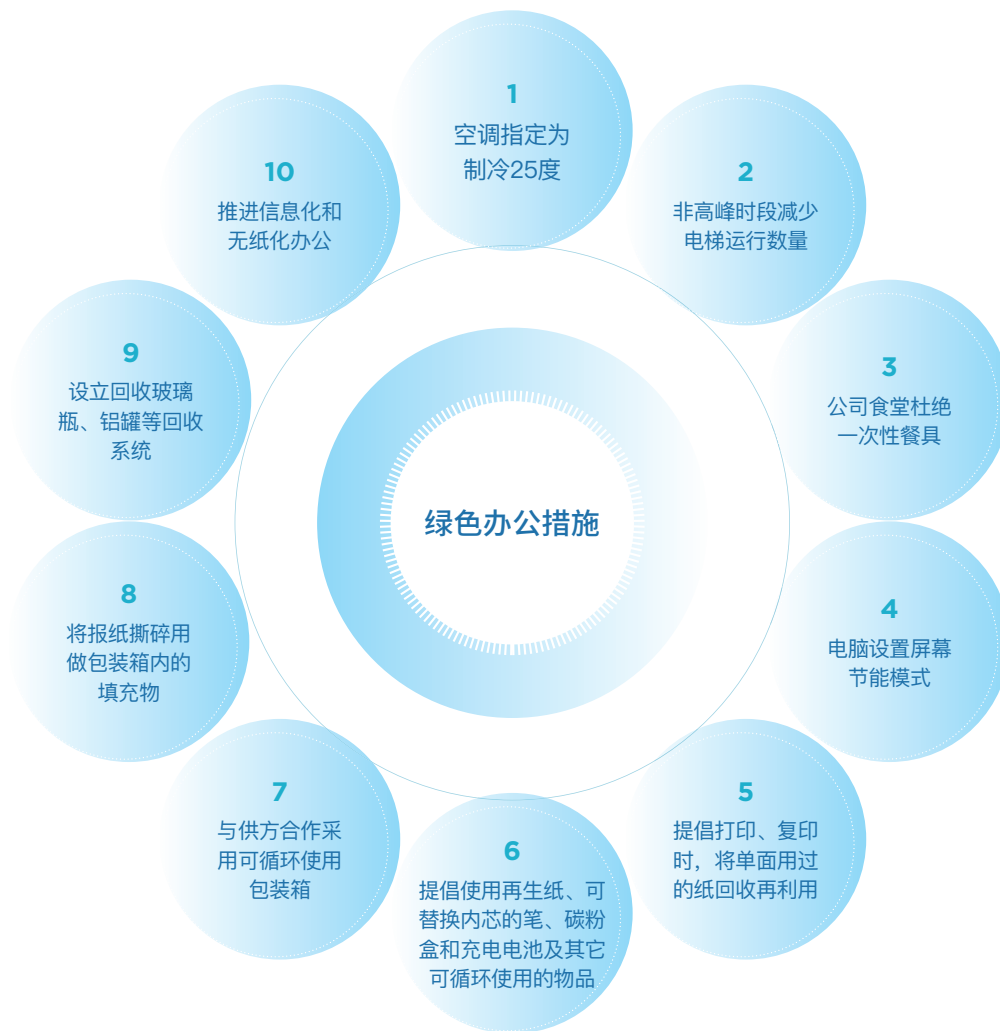 1
空调指定为
制冷25度
2
非高峰时段减少
电梯运行数量
3
公司食堂杜绝
一次性餐具
4
电脑设置屏幕
节能模式
5
提倡打印、复印
时，将单面用过
的纸回收再利用
6
提倡使用再生纸、可
替换内芯的笔、碳粉
盒和充电电池及其它
可循环使用的物品
7
与供方合作采
用可循环使用
包装箱
8
将报纸撕碎用
做包装箱内的
填充物
9
设立回收玻璃
瓶、铝罐等回收
系统
10
推进信息化和
无纸化办公
绿色办公措施